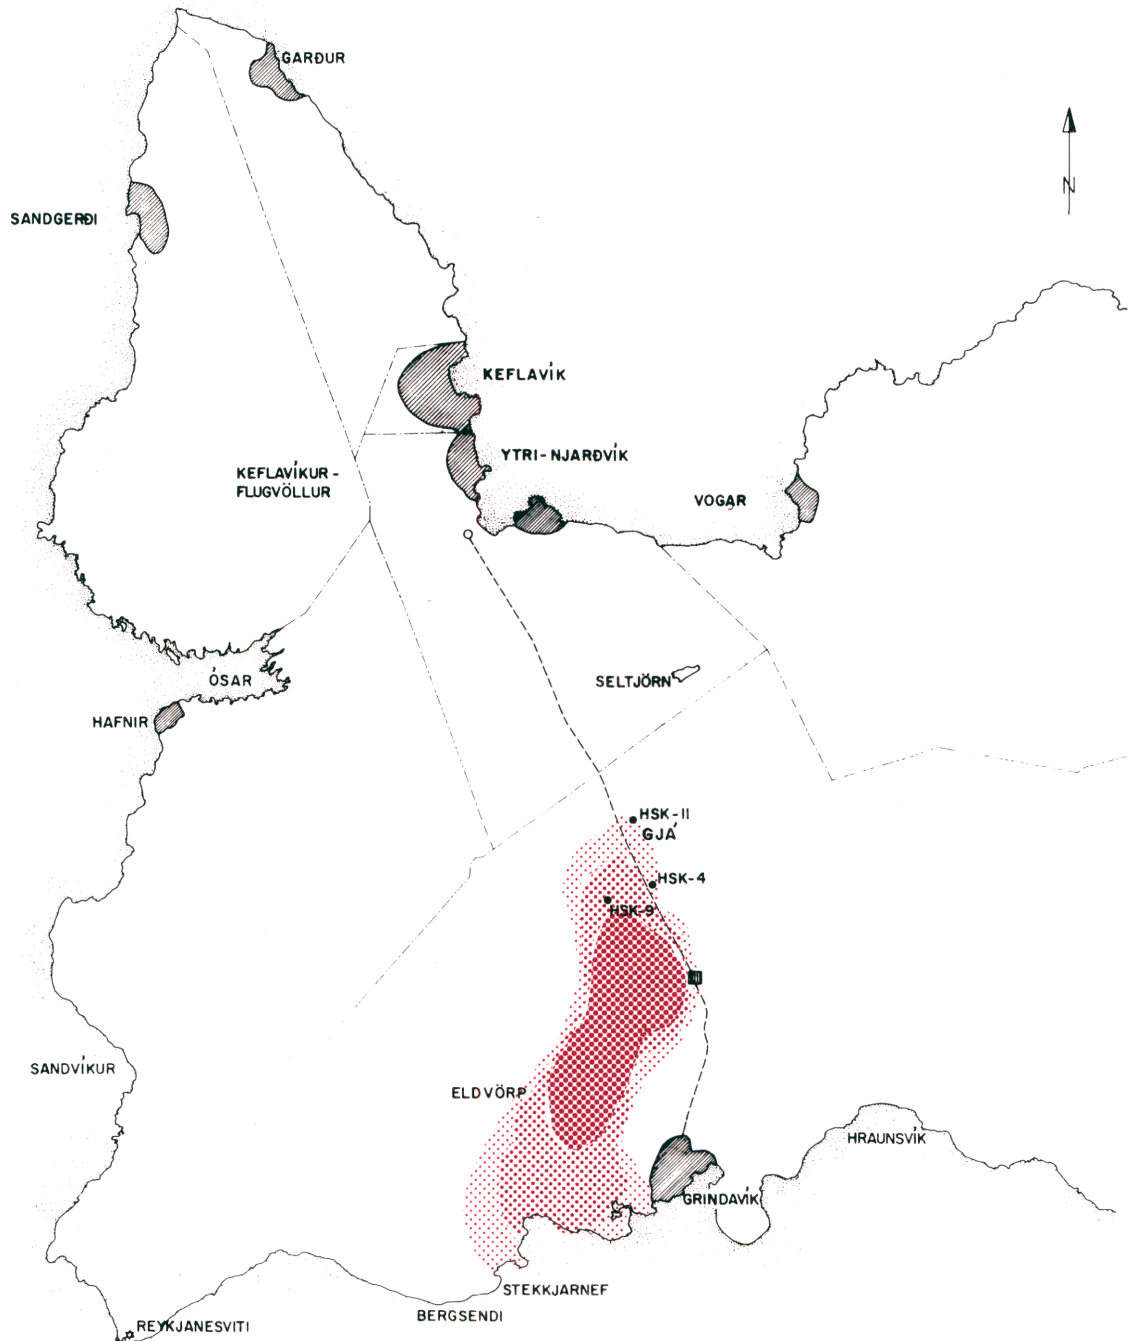 GARÐUR
N
SANDGERÐI
KEFLAVÍK
YTRI-NJARÐVÍK
KEFLAVÍKUR-
FLUGVÖLLUR
VOGAR
ÓSAR
SELTJÖRN
HAFNIR
HSK-11
GJÁ
HSK-4
HSK-9
SANDVÍKUR
ELDVÖRP
HRAUNSVÍK
GRINDAVÍK
STEKKJARNEF
BERGSENDI
REYKJANESVITI